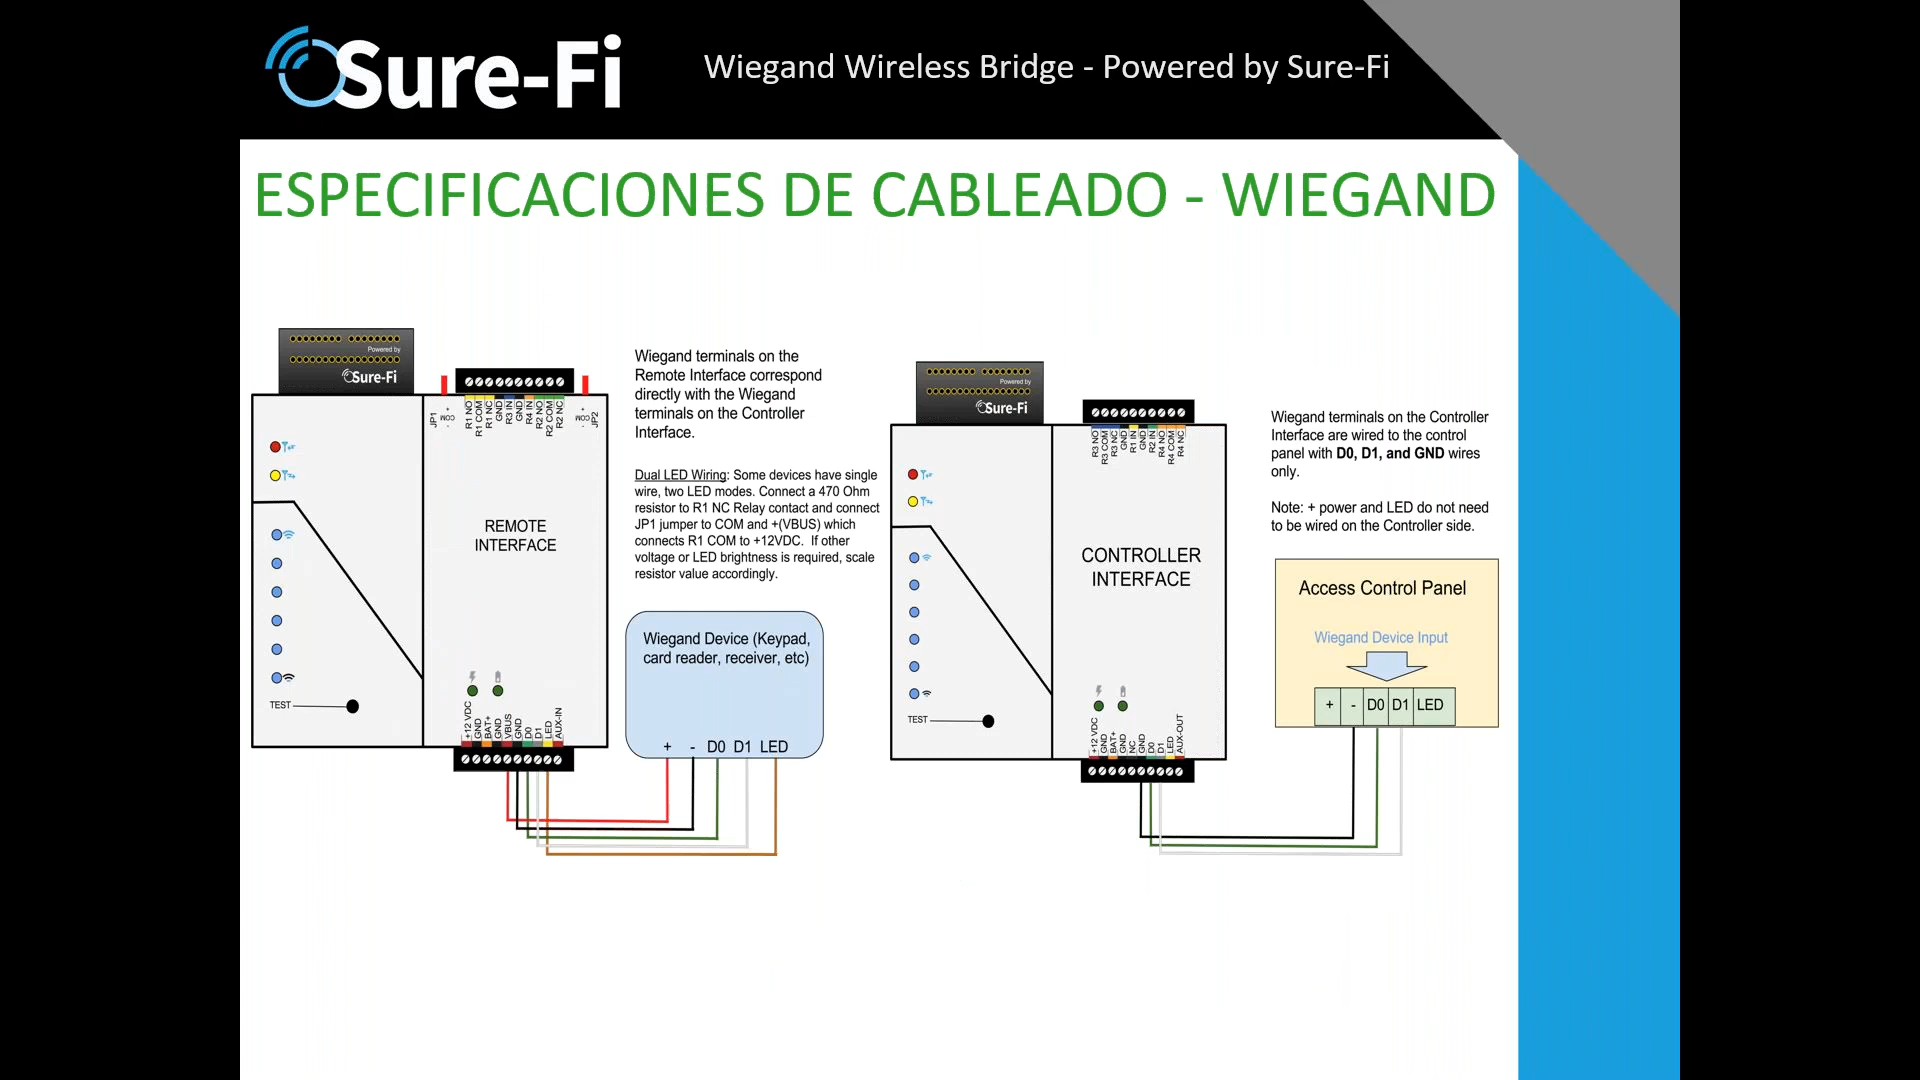 Sure-Fi
Wiegand Wireless Bridge - Powered by Sure-Fi
ESPECIFICACIONES DE CABLEADO - WIEGAND
Powered by
Sure-Fi
JP1
+
COM
-
R1 NO
R1 COM
R1 NC
GND
R3 IN
GND
R4 IN
R2 NO
R2 COM
R2 NC
+
COM
-
JP2
REMOTE
INTERFACE
TEST
+12 VDC
GND
BAT+
GND
VBUS
GND
D0
D1
LED
AUX-IN
Wiegand terminals on the
Remote Interface correspond
directly with the Wiegand
terminals on the Controller
Interface.
Dual LED Wiring: Some devices have single
wire, two LED modes. Connect a 470 Ohm
resistor to R1 NC Relay contact and connect
JP1 jumper to COM and +(VBUS) which
connects R1 COM to +12VDC. If other
voltage or LED brightness is required, scale
resistor value accordingly.
Wiegand Device (Keypad,
card reader, receiver, etc)
+ - D0 D1 LED
Powered by
Sure-Fi
R3 NO
R3 COM
R3 NC
GND
R1 IN
GND
R2 IN
R4 NO
R4 COM
R4 NC
CONTROLLER
INTERFACE
TEST
+12 VDC
GND
BAT+
GND
NC
GND
D0
D1
LED
AUX-OUT
Wiegand terminals on the Controller
Interface are wired to the control
panel with D0, D1, and GND wires
only.
Note: + power and LED do not need
to be wired on the Controller side.
Access Control Panel
Wiegand Device Input
+ - D0 D1 LED